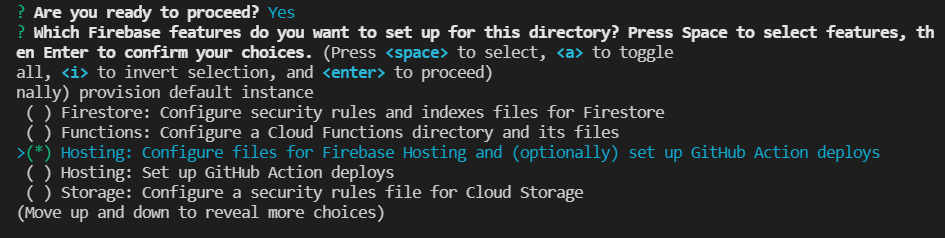 ? Are you ready to proceed? Yes
? Which Firebase features do you want to set up for this directory? Press Space to select features, th
en Enter to confirm your choices. (Press <space> to select, <a> to toggle
all, <i> to invert selection, and <enter> to proceed)
nally) provision default instance
( ) Firestore: Configure security rules and indexes files for Firestore
( ) Functions: Configure a Cloud Functions directory and its files
>(*) Hosting: Configure files for Firebase Hosting and (optionally) set up GitHub Action deploys
( ) Hosting: Set up GitHub Action deploys
( ) Storage: Configure a security rules file for Cloud Storage
(Move up and down to reveal more choices)